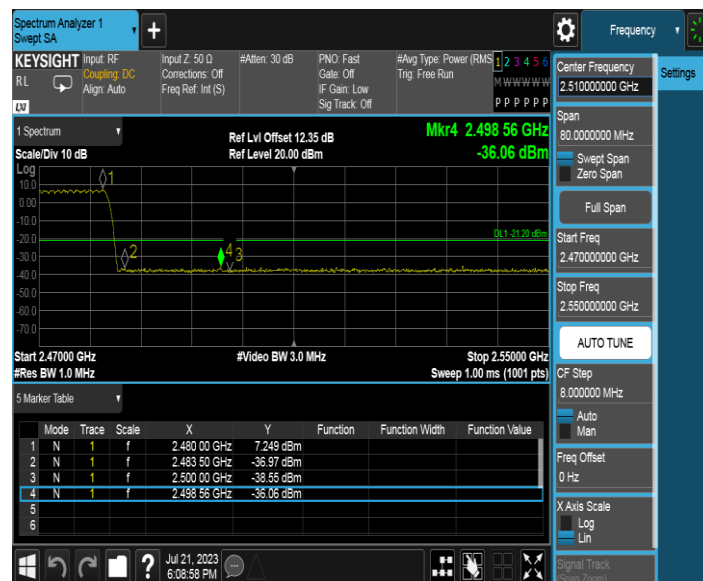 Spectrum Analyzer 1
Swept SA
Frequency
KEYSIGHT
RL
LXI
Input: RF
Coupling: DC
Align: Auto
Input Z: 50 Ω
Corrections: Off
Freq Ref: Int (S)
#Atten: 30 dB
PNO: Fast
Gate: Off
IF Gain: Low
Sig Track: Off
#Avg Type: Power (RMS
Trig: Free Run
1 2 3 4 5 6
M W W W W W
P P P P P P
1 Spectrum
Scale/Div 10 dB
Ref Lvl Offset 12.35 dB
Ref Level 20.00 dBm
Mkr4 2.498 56 GHz
-36.06 dBm
Log
10.0
0.00
-10.0
-20.0
-30.0
-40.0
-50.0
-60.0
-70.0
1
2
4
3
DL1 -21.20 dBm
Start 2.47000 GHz
#Video BW 3.0 MHz
Stop 2.55000 GHz
#Res BW 1.0 MHz
Sweep 1.00 ms (1001 pts)
5 Marker Table
Mode Trace Scale X Y Function Function Width Function Value
1 N 1 f 2.480 00 GHz 7.249 dBm
2 N 1 f 2.483 50 GHz -36.97 dBm
3 N 1 f 2.500 00 GHz -38.55 dBm
4 N 1 f 2.498 56 GHz -36.06 dBm
5
6
?
Jul 21, 2023
6:08:58 PM
Center Frequency
2.510000000 GHz
Settings
Span
80.0000000 MHz
Swept Span
Zero Span
Full Span
Start Freq
2.470000000 GHz
Stop Freq
2.550000000 GHz
AUTO TUNE
CF Step
8.000000 MHz
Auto
Man
Freq Offset
0 Hz
X Axis Scale
Log
Lin
Signal Track
(Span Zoom)